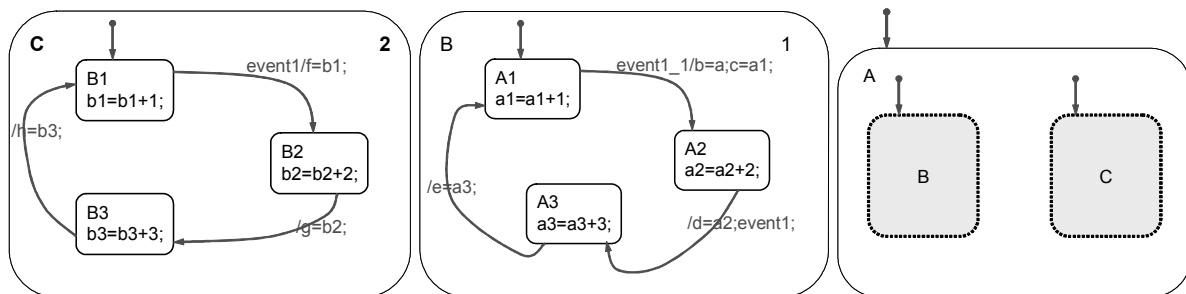 C
2
B1
b1=b1+1;
event1/f=b1;
/h=b3;
B2
b2=b2+2;
B3
b3=b3+3;
/g=b2;
B
1
A1
a1=a1+1;
event1_1/b=a;c=a1;
A2
a2=a2+2;
/e=a3;
A3
a3=a3+3;
/d=a2;event1;
A
B
C